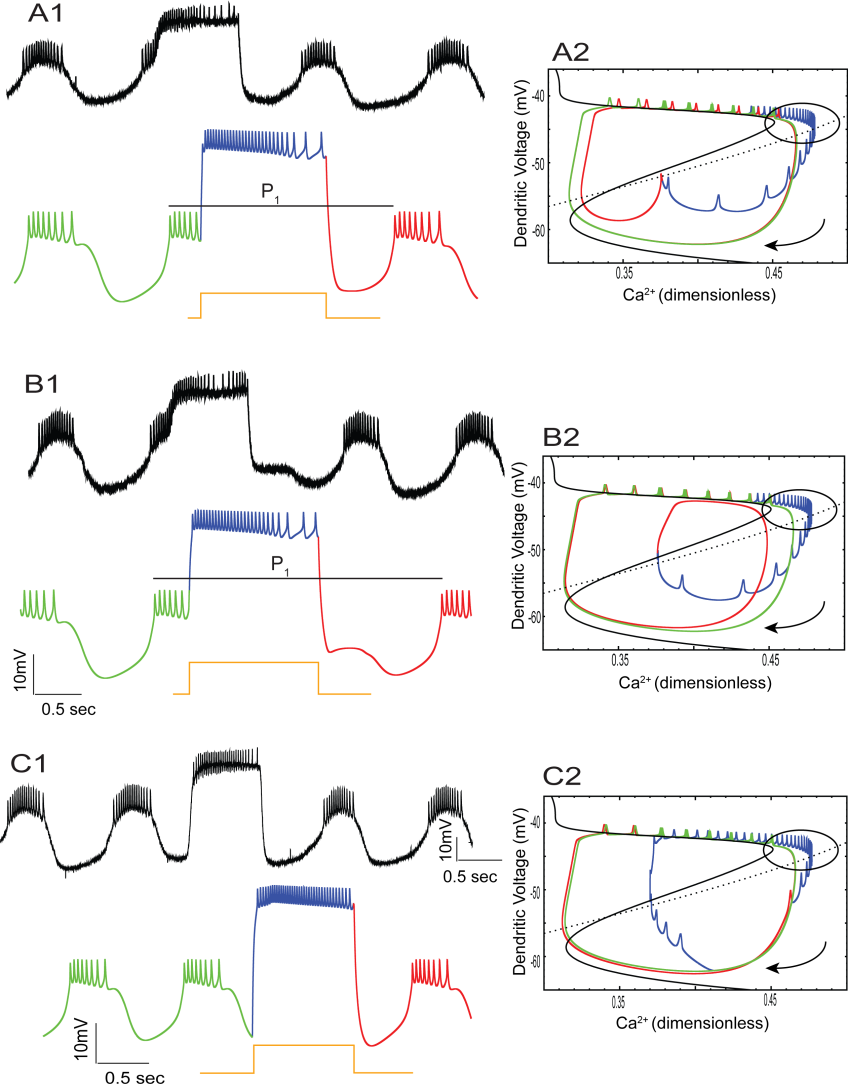 A1
A2
Dendritic Voltage (mV)
-40
-50
-60
P1
0.35
0.45
Ca2+ (dimensionless)
B1
B2
Dendritic Voltage (mV)
-40
-50
-60
P1
10mV
0.5 sec
0.35
0.45
Ca2+ (dimensionless)
C1
C2
10mV
0.5 sec
Dendritic Voltage (mV)
-40
-50
-60
10mV
0.5 sec
0.35
0.45
Ca2+ (dimensionless)